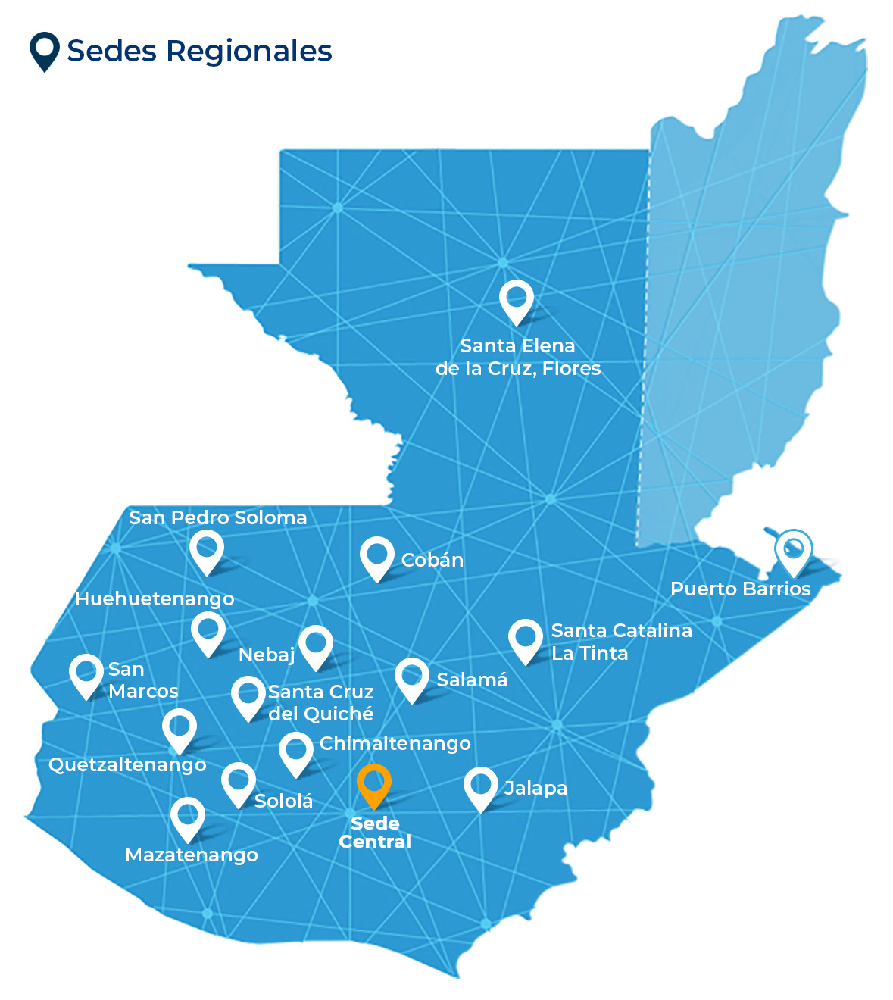 Sedes Regionales
Santa Elena
de la Cruz, Flores
San Pedro Soloma
Cobán
Puerto Barrios
Huehuetenango
Santa Catalina
La Tinta
Nebaj
San
Marcos
Salamá
Santa Cruz
del Quiché
Chimaltenango
Quetzaltenango
Jalapa
Sololá
Sede
Central
Mazatenango